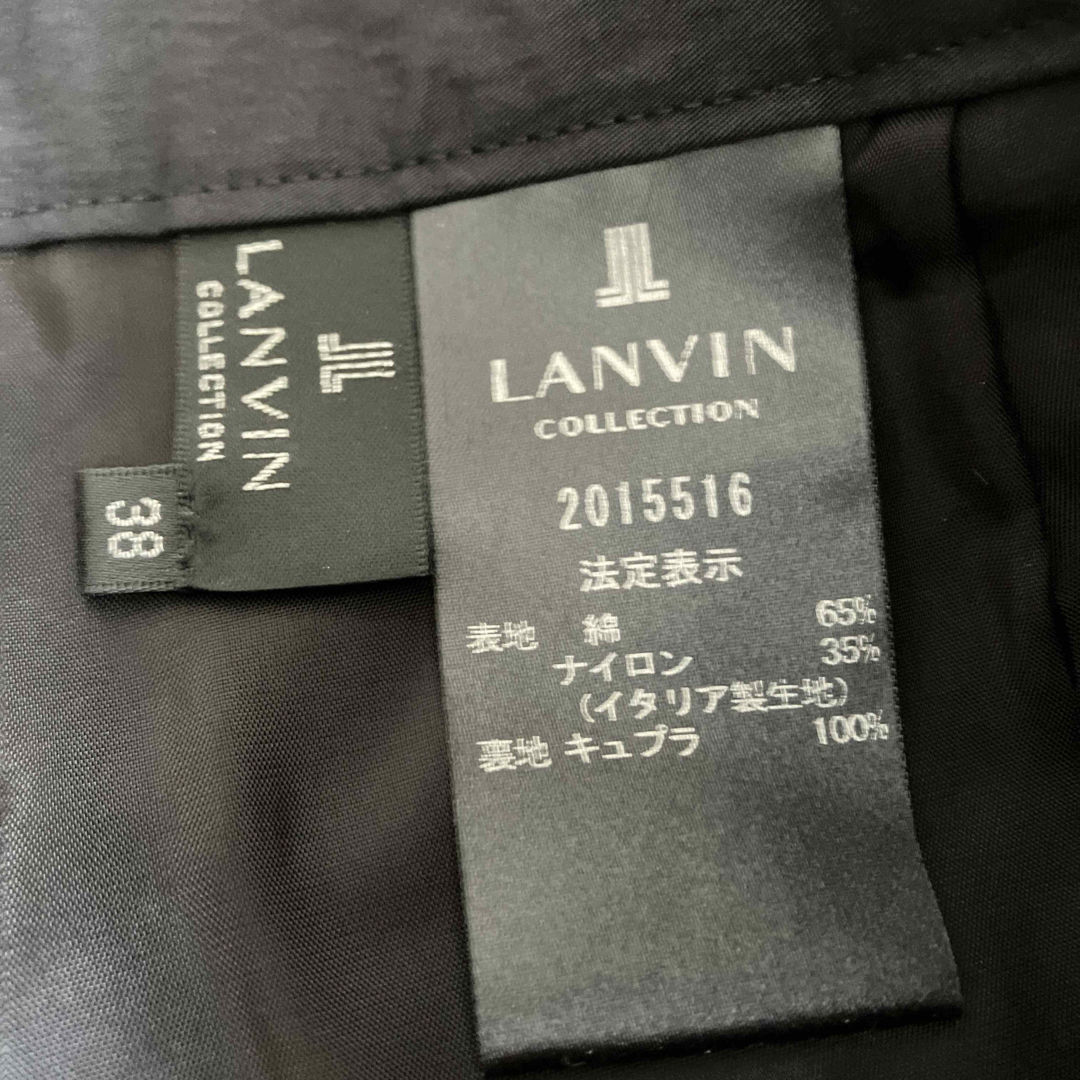 LANVIN
COLLECTION
38
LANVIN
COLLECTION
2015516
法定表示
表地 綿 65%
ナイロン 35%
(イタリア製生地)
裏地 キュプラ 100%